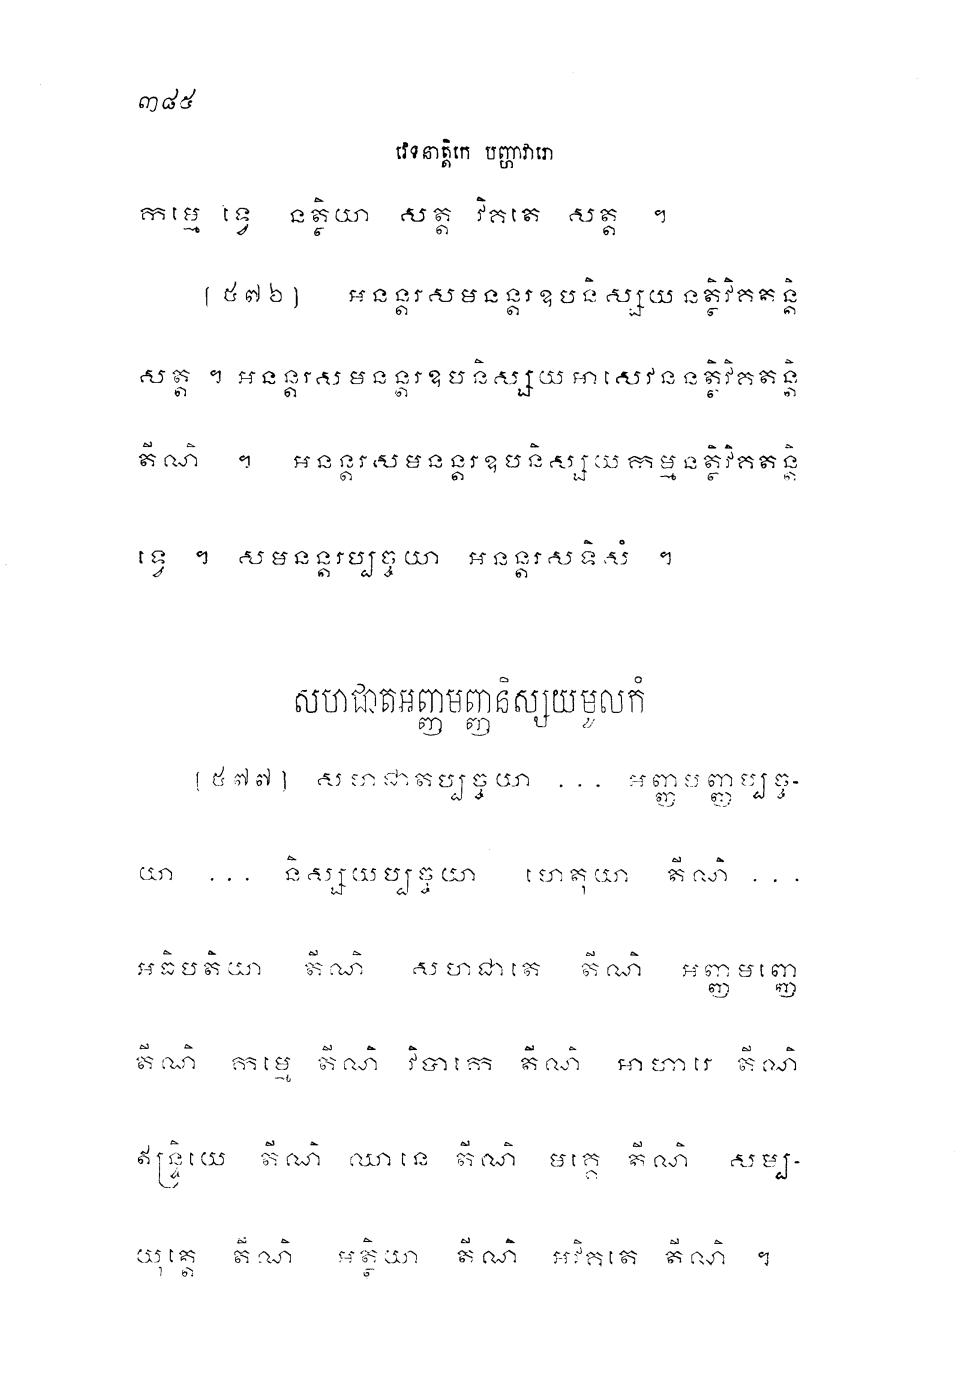 ៣៨៥
វេទនាត្តិកេ បញ្ហាវារោ
កម្មេ ទ្វេ នត្ថិយា សត្ត វិគតេ សត្ត ។
(៥៧៦) អនន្តរសមនន្តរឧបនិស្សយនត្ថិវិគតន្តិ
សត្ត ។ អនន្តរសមនន្តរឧបនិស្សយអាសេវននត្ថិវិគតន្តិ
តីណិ ។ អនន្តរសមនន្តរឧបនិស្សយកម្មនត្ថិវិគតន្តិ
ទ្វេ ។ សមនន្តរប្បច្ចយា អនន្តរសទិសំ ។
សហជាតអញ្ញមញ្ញនិស្សយមូលកំ
(៥៧៧) សហជាតប្បច្ចយា ... អញ្ញមញ្ញប្បច្ច-
យា ... និស្សយប្បច្ចយា ហេតុយា តីណិ ...
អធិបតិយា តីណិ សហជាតេ តីណិ អញ្ញមញ្ញេ
តីណិ កម្មេ តីណិ វិបាកេ តីណិ អាហារេ តីណិ
ឥន្ទ្រិយេ តីណិ ឈានេ តីណិ មគ្គេ តីណិ សម្ប-
យុត្តេ តីណិ អត្ថិយា តីណិ អវិគតេ តីណិ ។